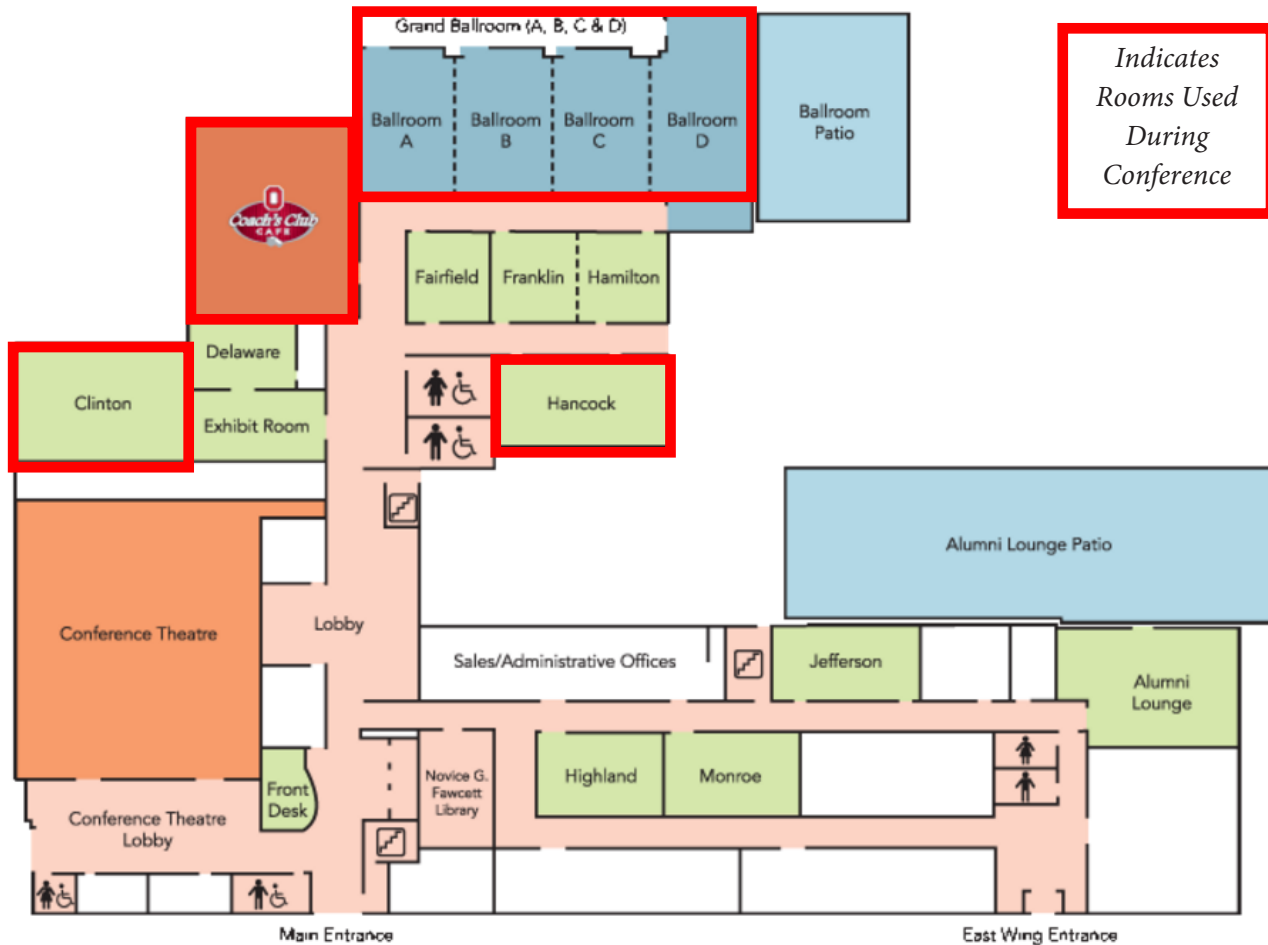 Grand Ballroom (A, B, C & D)
Indicates
Rooms Used
During
Conference
Ballroom
A
Ballroom
B
Ballroom
C
Ballroom
D
Ballroom
Patio
O
Coach's Club
CAFE
Fairfield
Franklin
Hamilton
Delaware
Clinton
Exhibit Room
Hancock
Alumni Lounge Patio
Conference Theatre
Lobby
Sales/Administrative Offices
Jefferson
Alumni
Lounge
Highland
Monroe
Novice G.
Fawcett
Library
Front
Desk
Conference Theatre
Lobby
Main Entrance
East Wing Entrance